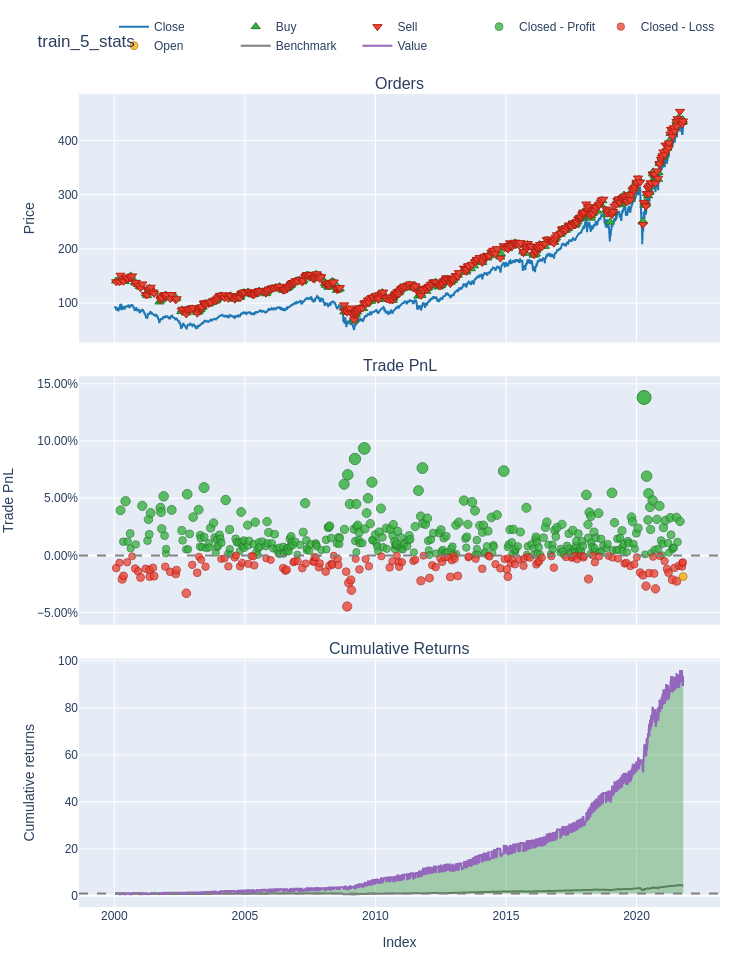 train_5_stats
Close
Buy
Sell
Closed - Profit
Closed - Loss
Open
Benchmark
Value
Orders
Price
400
300
200
100
Trade PnL
Trade PnL
15.00%
10.00%
5.00%
0.00%
−5.00%
Cumulative Returns
Cumulative returns
100
80
60
40
20
0
2000
2005
2010
2015
2020
Index